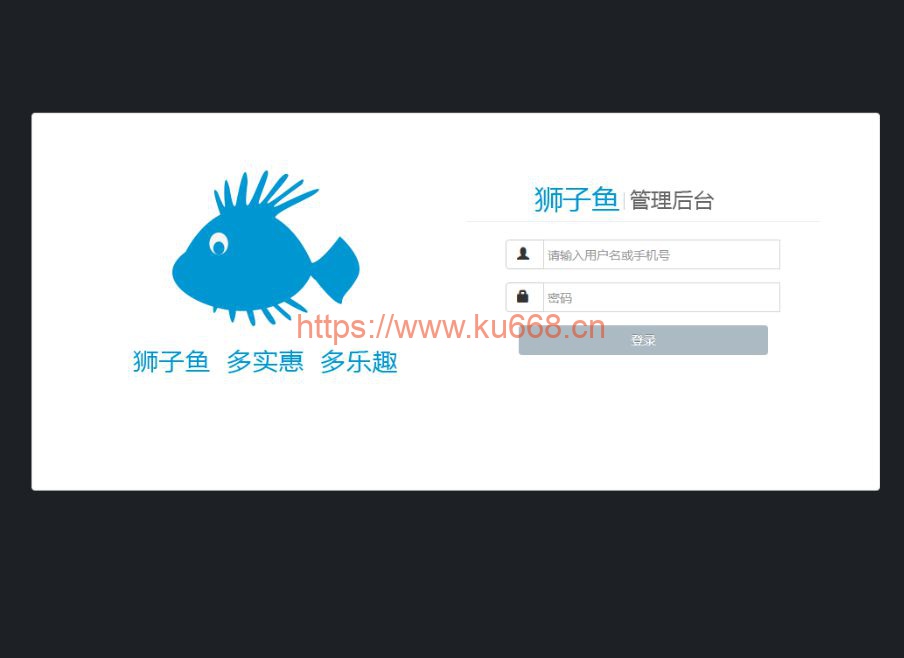 狮子鱼 管理后台
请输入用户名或手机号
密码
https://www.ku668.cn
登录
狮子鱼 多实惠 多乐趣